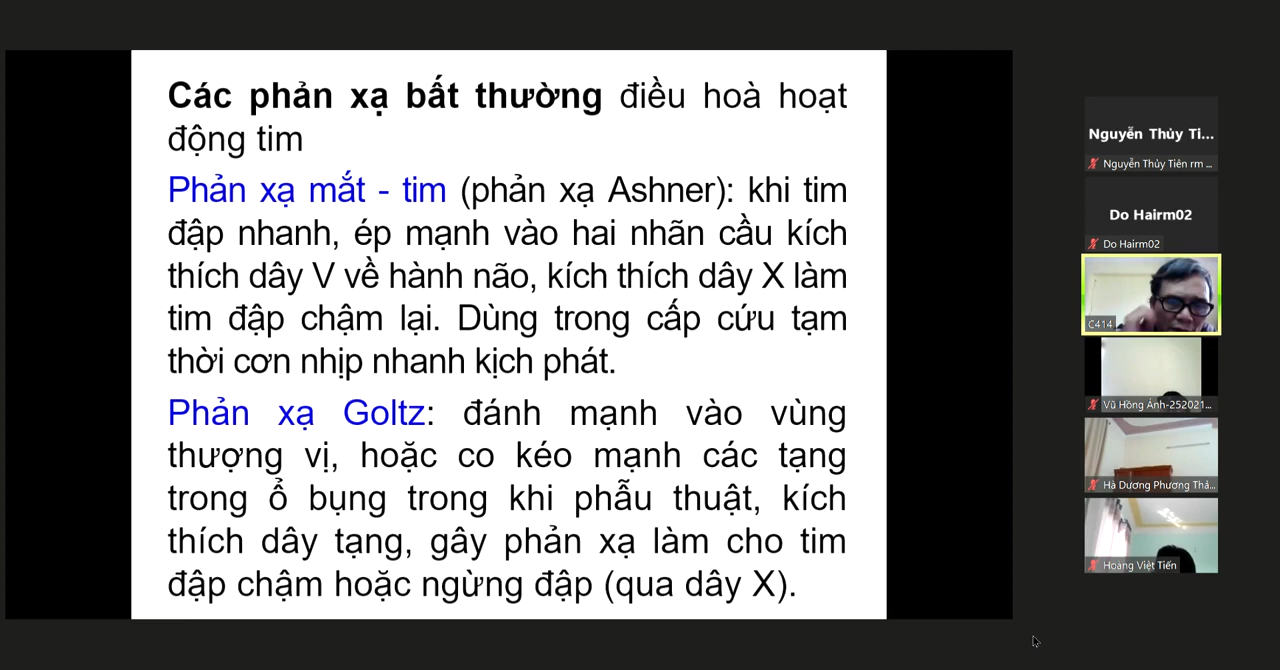 Các phản xạ bất thường điều hoà hoạt
động tim
Phản xạ mắt - tim (phản xạ Ashner): khi tim
đập nhanh, ép mạnh vào hai nhãn cầu kích
thích dây V về hành não, kích thích dây X làm
tim đập chậm lại. Dùng trong cấp cứu tạm
thời cơn nhịp nhanh kịch phát.
Phản xạ Goltz: đánh mạnh vào vùng
thượng vị, hoặc co kéo mạnh các tạng
trong ổ bụng trong khi phẫu thuật, kích
thích dây tạng, gây phản xạ làm cho tim
đập chậm hoặc ngừng đập (qua dây X).
Nguyễn Thủy Ti...
Nguyễn Thủy Tiên rm ...
Do Hairm02
Do Hairm02
C414
Vũ Hồng Ánh-252021...
Hà Dương Phương Thả...
Hoàng Việt Tiến